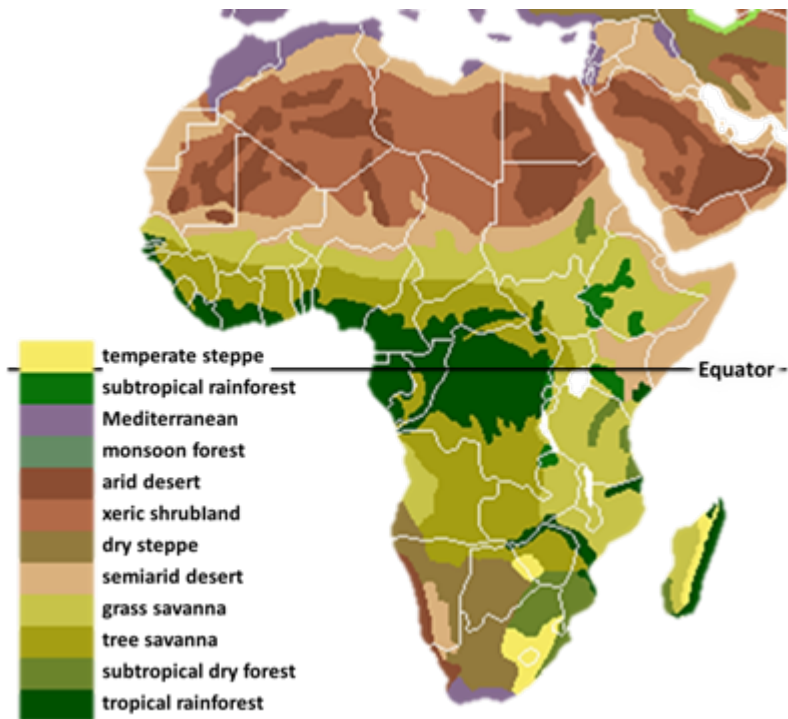 temperate steppe
Equator
subtropical rainforest
Mediterranean
monsoon forest
arid desert
xeric shrubland
dry steppe
semiarid desert
grass savanna
tree savanna
subtropical dry forest
tropical rainforest